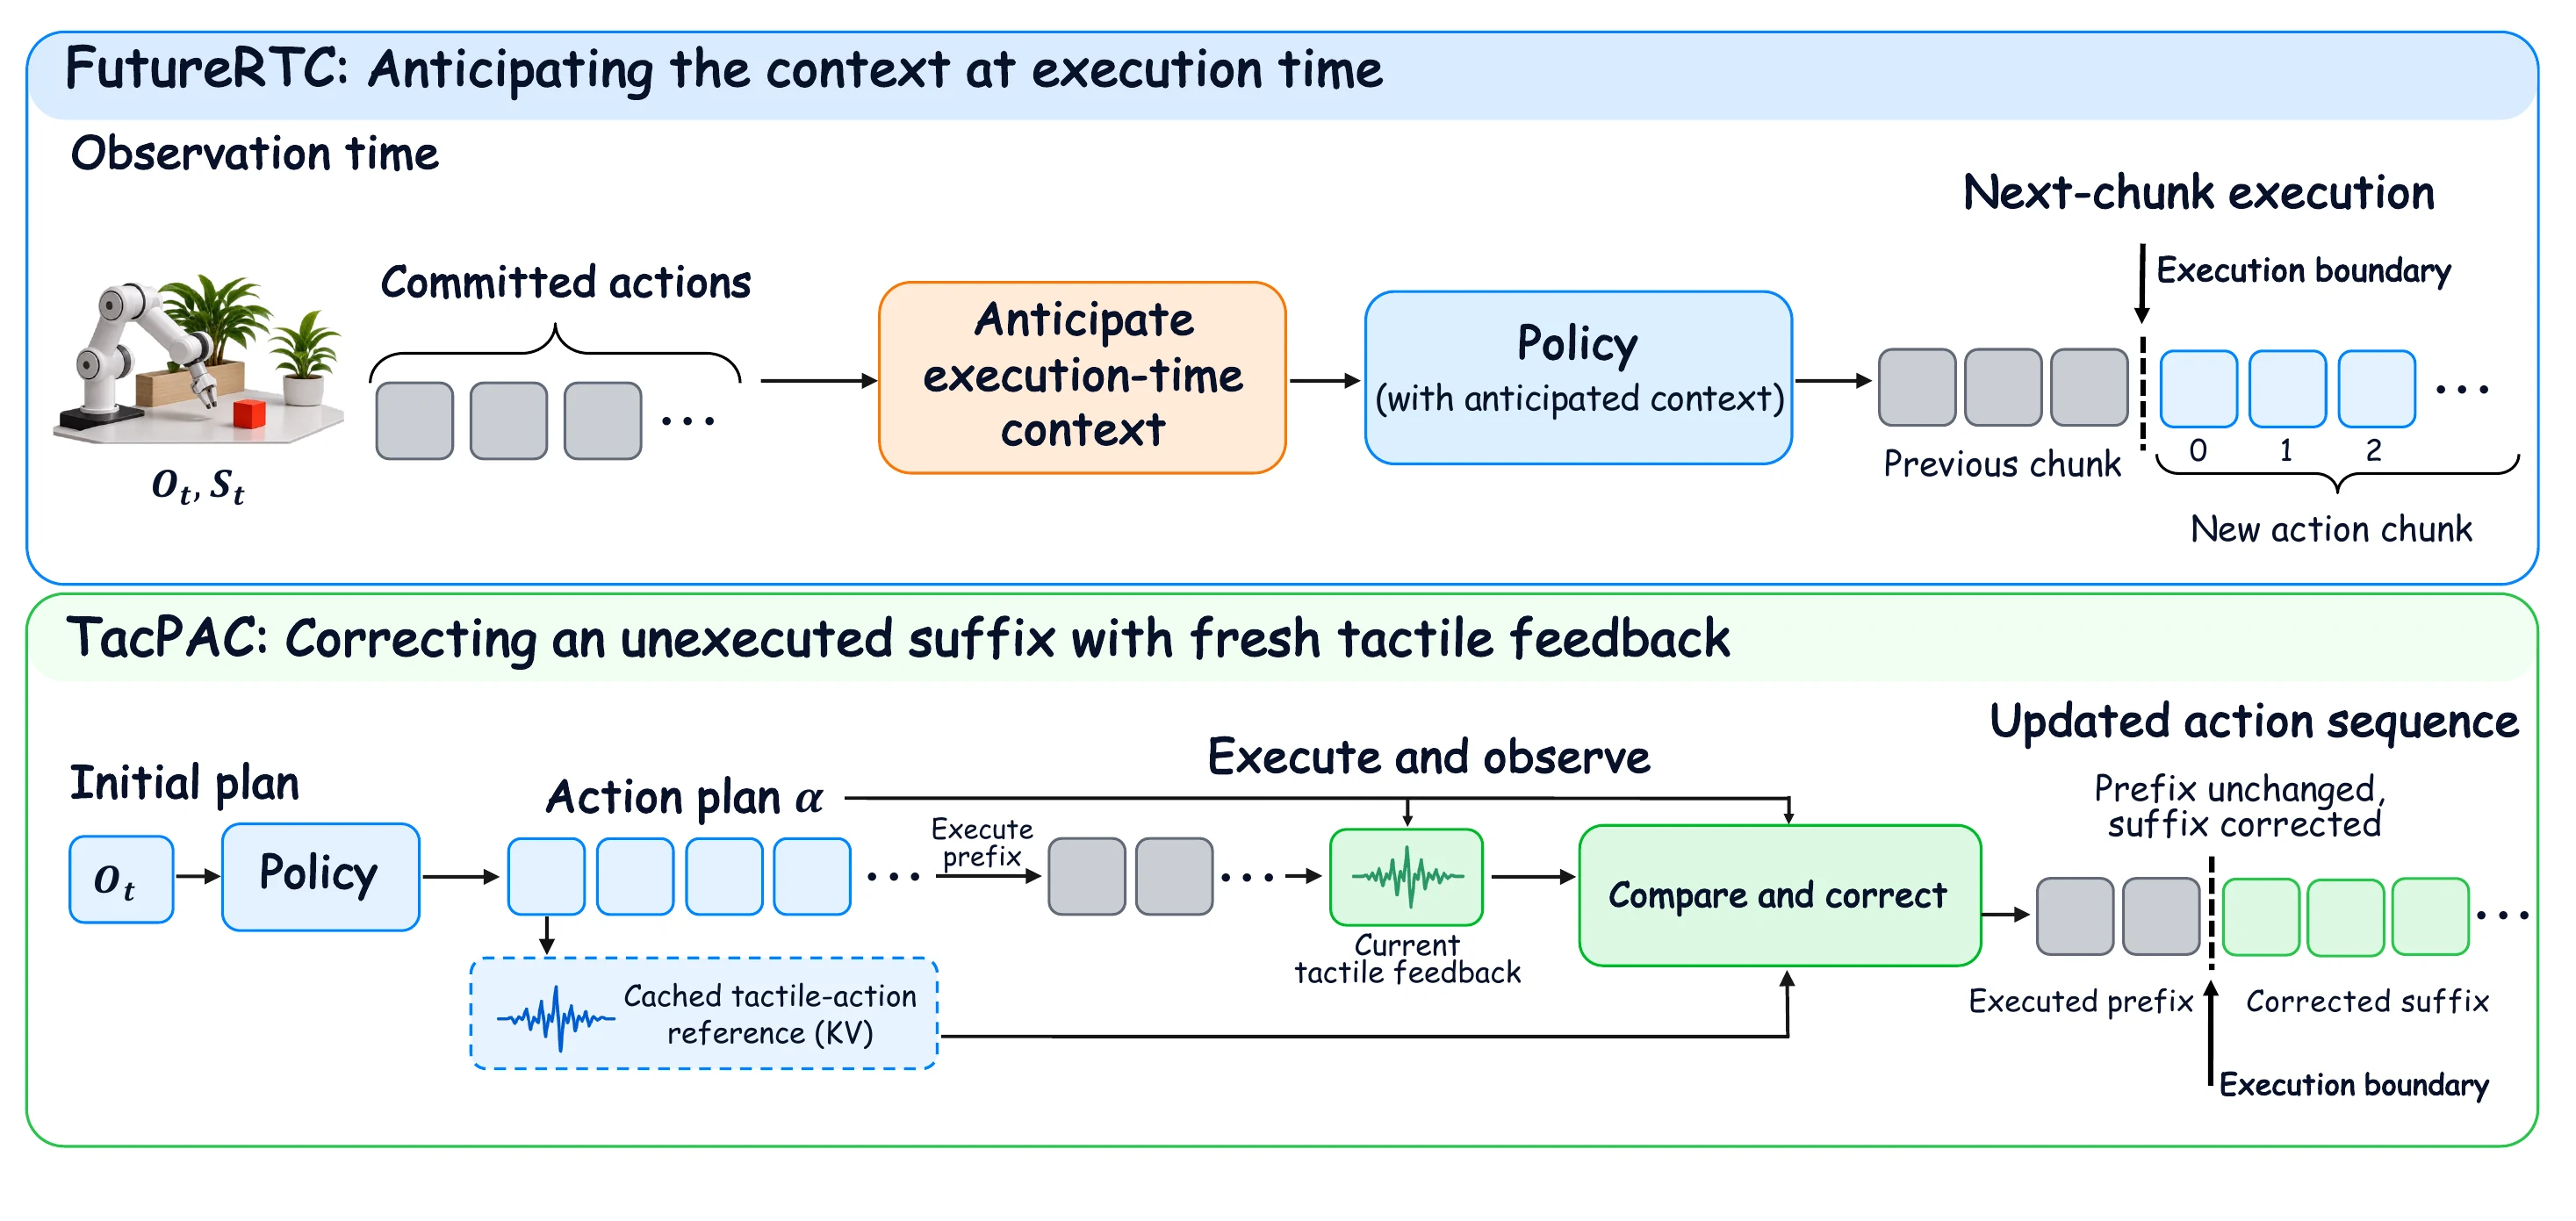 FutureRTC: Anticipating the context at execution time
Observation time
Next-chunk execution
Execution boundary
Committed actions
Anticipate
execution-time
context
Policy
(with anticipated context)
O_t, S_t
Previous chunk
0 1 2
New action chunk
TacPAC: Correcting an unexecuted suffix with fresh tactile feedback
Updated action sequence
Execute and observe
Initial plan
Action plan α
Prefix unchanged,
suffix corrected
O_t
Policy
Execute
prefix
Compare and correct
Current
tactile feedback
Cached tactile-action
reference (KV)
Executed prefix
Corrected suffix
Execution boundary